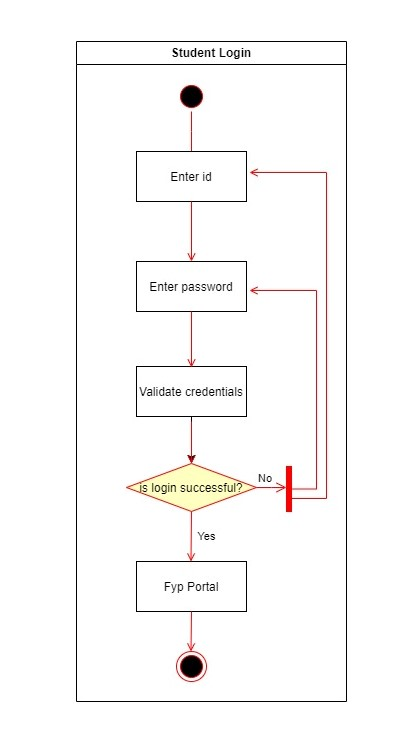 Student Login
Enter id
Enter password
Validate credentials
is login successful?
No
Yes
Fyp Portal